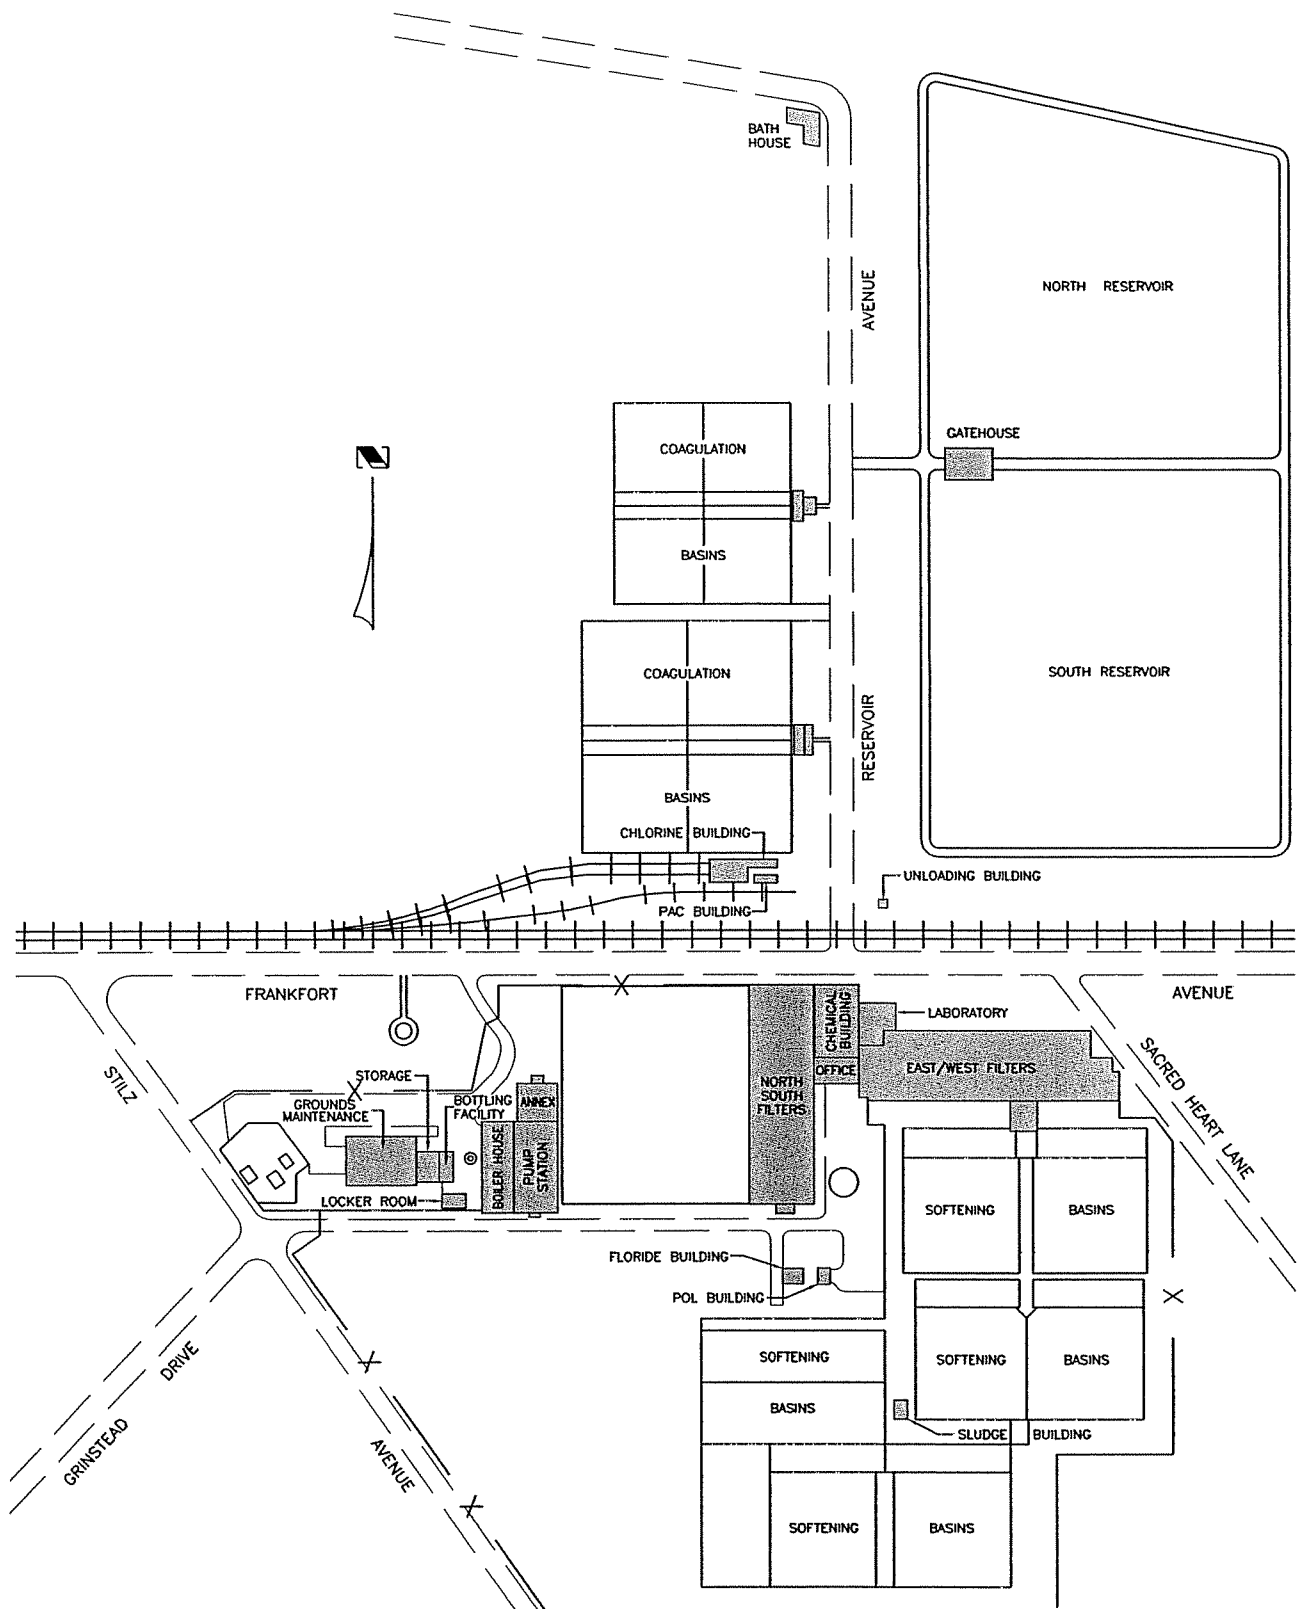 BATH
HOUSE
AVENUE
NORTH RESERVOIR
GATEHOUSE
COAGULATION
N
BASINS
COAGULATION
SOUTH RESERVOIR
RESERVOIR
BASINS
CHLORINE BUILDING
UNLOADING BUILDING
PAC BUILDING
FRANKFORT
AVENUE
CHEMICAL
BUILDING
LABORATORY
STILZ
STORAGE
OFFICE
EAST/WEST FILTERS
SACRED HEART LANE
GROUNDS
MAINTENANCE
BOTTLING
FACILITY
ANNEX
NORTH
SOUTH
FILTERS
BOILER HOUSE
PUMP
STATION
LOCKER ROOM
SOFTENING
BASINS
FLORIDE BUILDING
POL BUILDING
SOFTENING
BASINS
SOFTENING
BASINS
SLUDGE BUILDING
GRINSTEAD
DRIVE
AVENUE
SOFTENING
BASINS